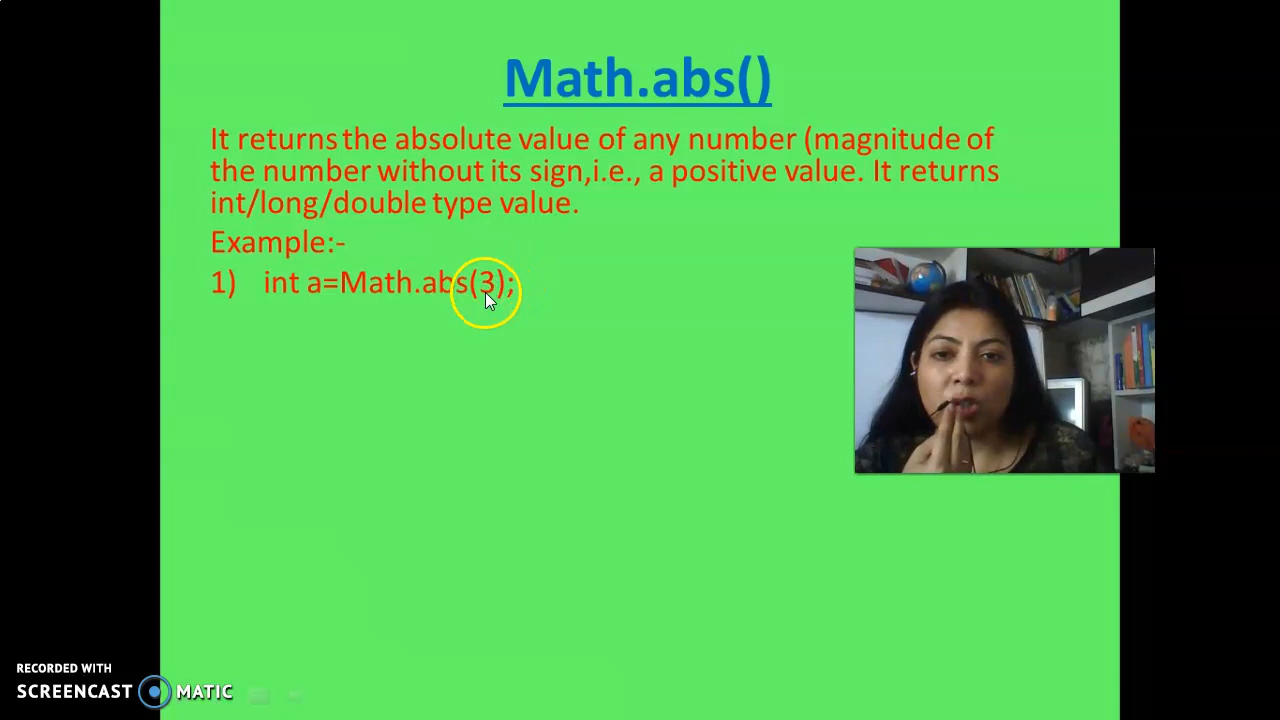 Math.abs()
It returns the absolute value of any number (magnitude of
the number without its sign,i.e., a positive value. It returns
int/long/double type value.
Example:-
1) int a=Math.abs(3);
RECORDED WITH
SCREENCAST MATIC